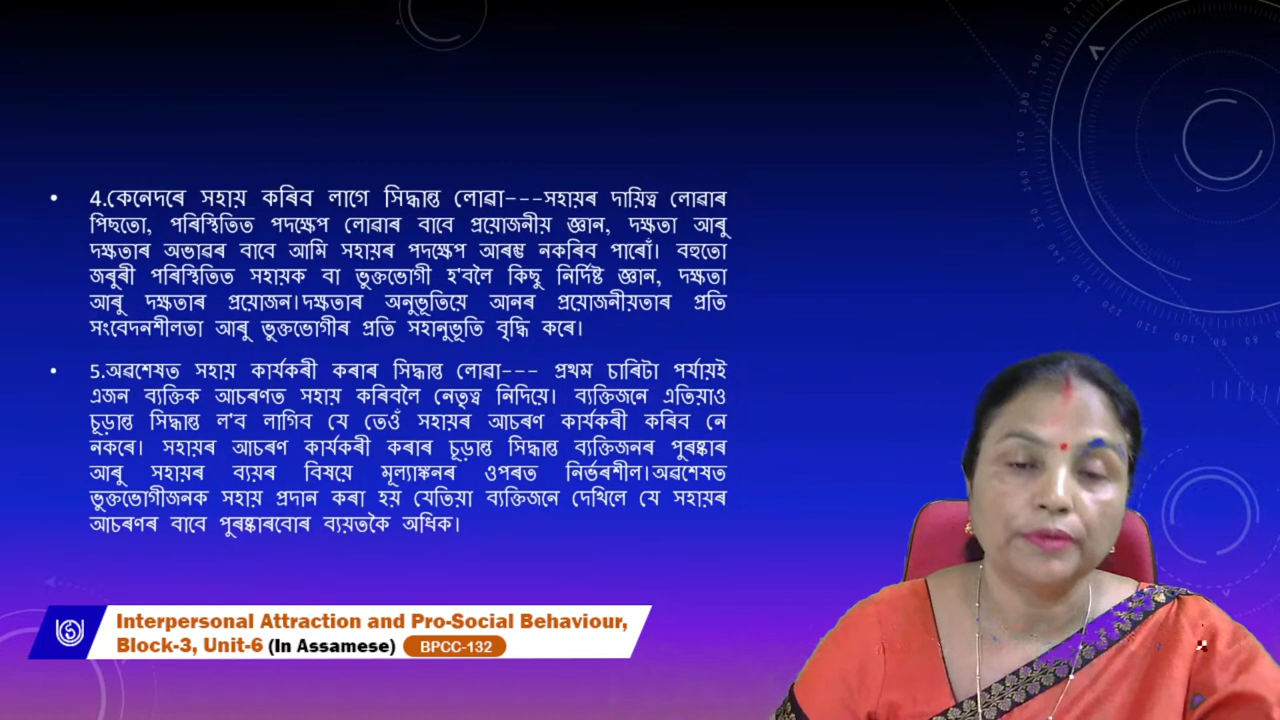 • 4.কেনেদৰে সহায় কৰিব লাগে সিদ্ধান্ত লোৱা---সহায়ৰ দায়িত্ব লোৱাৰ
পিছতো, পৰিস্থিতিত পদক্ষেপ লোৱাৰ বাবে প্ৰয়োজনীয় জ্ঞান, দক্ষতা আৰু
দক্ষতাৰ অভাৱৰ বাবে আমি সহায়ৰ পদক্ষেপ আৰম্ভ নকৰিব পাৰোঁ। বহুতো
জৰুৰী পৰিস্থিতিত সহায়ক বা ভুক্তভোগী হ'বলৈ কিছু নিৰ্দিষ্ট জ্ঞান, দক্ষতা
আৰু দক্ষতাৰ প্ৰয়োজন।দক্ষতাৰ অনুভূতিয়ে আনৰ প্ৰয়োজনীয়তাৰ প্ৰতি
সংবেদনশীলতা আৰু ভুক্তভোগীৰ প্ৰতি সহানুভূতি বৃদ্ধি কৰে।
• 5.অৱশেষত সহায় কাৰ্যকৰী কৰাৰ সিদ্ধান্ত লোৱা--- প্ৰথম চাৰিটা পৰ্যায়ই
এজন ব্যক্তিক আচৰণত সহায় কৰিবলৈ নেতৃত্ব নিদিয়ে। ব্যক্তিজনে এতিয়াও
চূড়ান্ত সিদ্ধান্ত ল'ব লাগিব যে তেওঁ সহায়ৰ আচৰণ কাৰ্যকৰী কৰিব নে
নকৰে। সহায়ৰ আচৰণ কাৰ্যকৰী কৰাৰ চূড়ান্ত সিদ্ধান্ত ব্যক্তিজনৰ পুৰষ্কাৰ
আৰু সহায়ৰ ব্যয়ৰ বিষয়ে মূল্যাঙ্কনৰ ওপৰত নিৰ্ভৰশীল।অৱশেষত
ভুক্তভোগীজনক সহায় প্ৰদান কৰা হয় যেতিয়া ব্যক্তিজনে দেখিলে যে সহায়ৰ
আচৰণৰ বাবে পুৰষ্কাৰবোৰ ব্যয়তকৈ অধিক।
Interpersonal Attraction and Pro-Social Behaviour,
Block-3, Unit-6 (In Assamese) BPCC-132